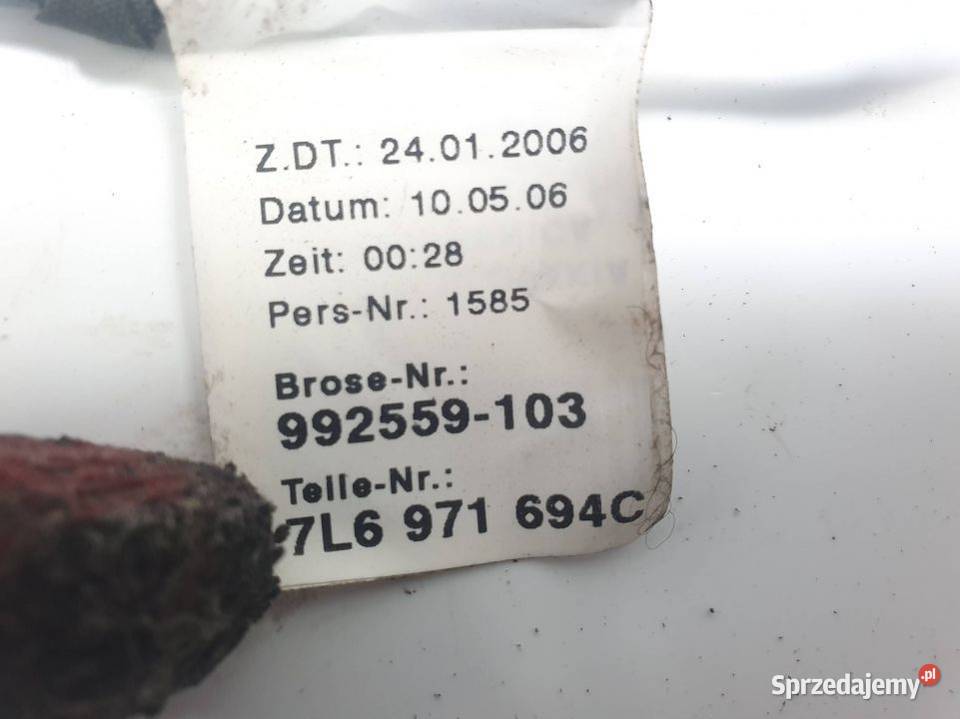 Z.DT.: 24.01.2006
Datum: 10.05.06
Zeit: 00:28
Pers-Nr.: 1585
Brose-Nr.:
992559-103
Teile-Nr.:
7L6 971 694C
Sprzedajemy.pl